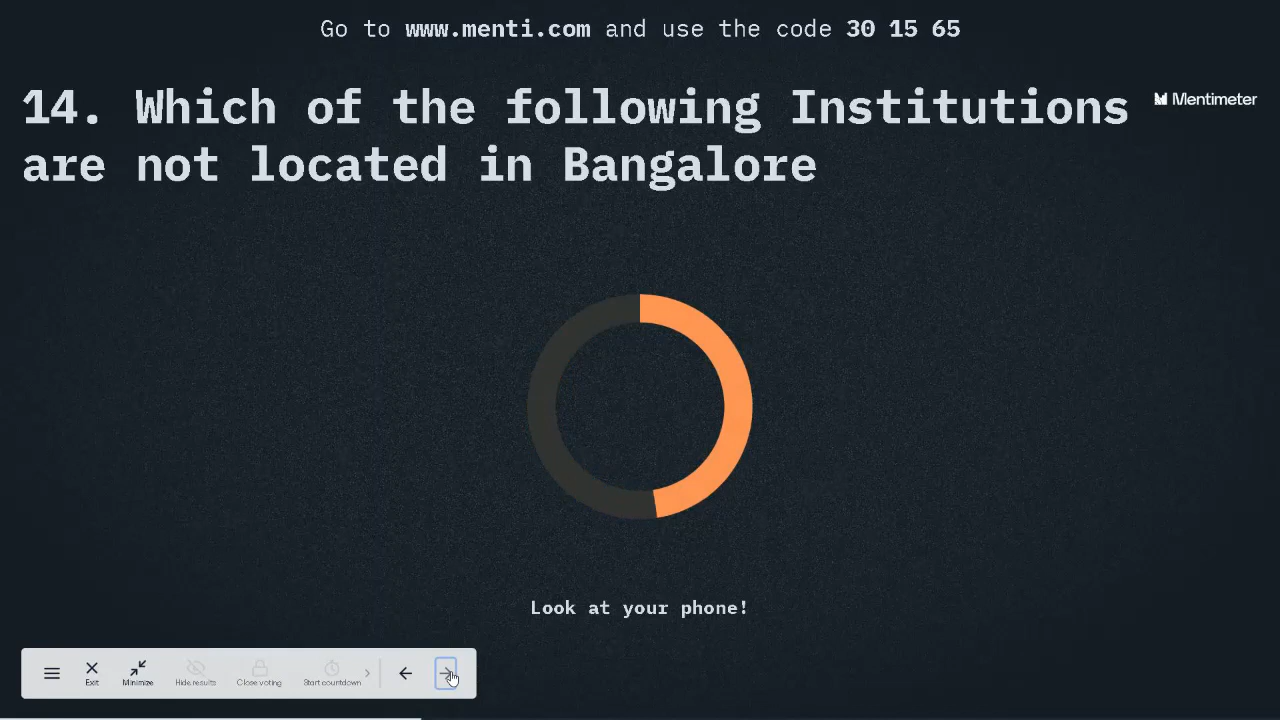 Go to www.menti.com and use the code 30 15 65
14. Which of the following Institutions
are not located in Bangalore
Mentimeter
Look at your phone!
Exit
Minimize
Hide results
Close voting
Start countdown